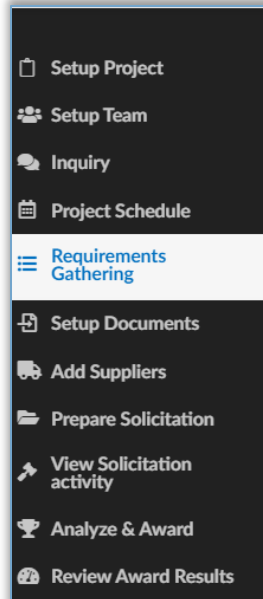 Setup Project
Setup Team
Inquiry
Project Schedule
Requirements
Gathering
Setup Documents
Add Suppliers
Prepare Solicitation
View Solicitation
activity
Analyze & Award
Review Award Results